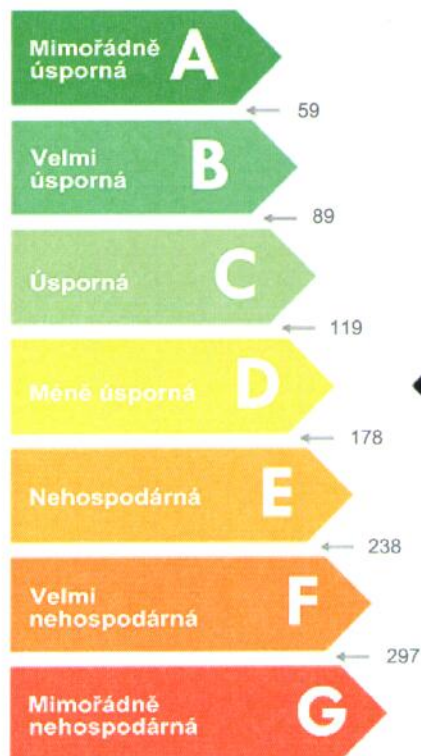 Mimořádně
úsporná
A
59
Velmi
úsporná
B
89
Úsporná
C
119
Méně úsporná
D
178
Nehospodárná
E
238
Velmi
nehospodárná
F
297
Mimořádně
nehospodárná
G